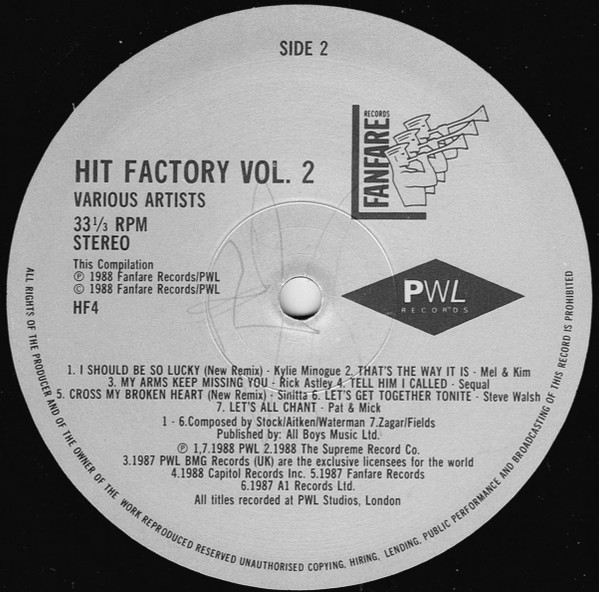 SIDE 2
RECORDS
FANFARE
HIT FACTORY VOL. 2
VARIOUS ARTISTS
33⅓ RPM
STEREO
This Compilation
℗ 1988 Fanfare Records/PWL
© 1988 Fanfare Records/PWL
HF4
PWL
RECORDS
1. I SHOULD BE SO LUCKY (New Remix) - Kylie Minogue 2. THAT'S THE WAY IT IS - Mel & Kim
3. MY ARMS KEEP MISSING YOU - Rick Astley 4. TELL HIM I CALLED - Sequal
5. CROSS MY BROKEN HEART (New Remix) - Sinitta 6. LET'S GET TOGETHER TONITE - Steve Walsh
7. LET'S ALL CHANT - Pat & Mick
1 - 6.Composed by Stock/Aitken/Waterman 7.Zagar/Fields
Published by: All Boys Music Ltd.
℗ 1,7.1988 PWL 2.1988 The Supreme Record Co.
3.1987 PWL BMG Records (UK) are the exclusive licensees for the world
4.1988 Capitol Records Inc. 5.1987 Fanfare Records
6.1987 A1 Records Ltd.
All titles recorded at PWL Studios, London
ALL RIGHTS OF THE PRODUCER AND OF THE OWNER OF THE WORK REPRODUCED RESERVED UNAUTHORISED COPYING, HIRING, LENDING, PUBLIC PERFORMANCE AND BROADCASTING OF THIS RECORD IS PROHIBITED